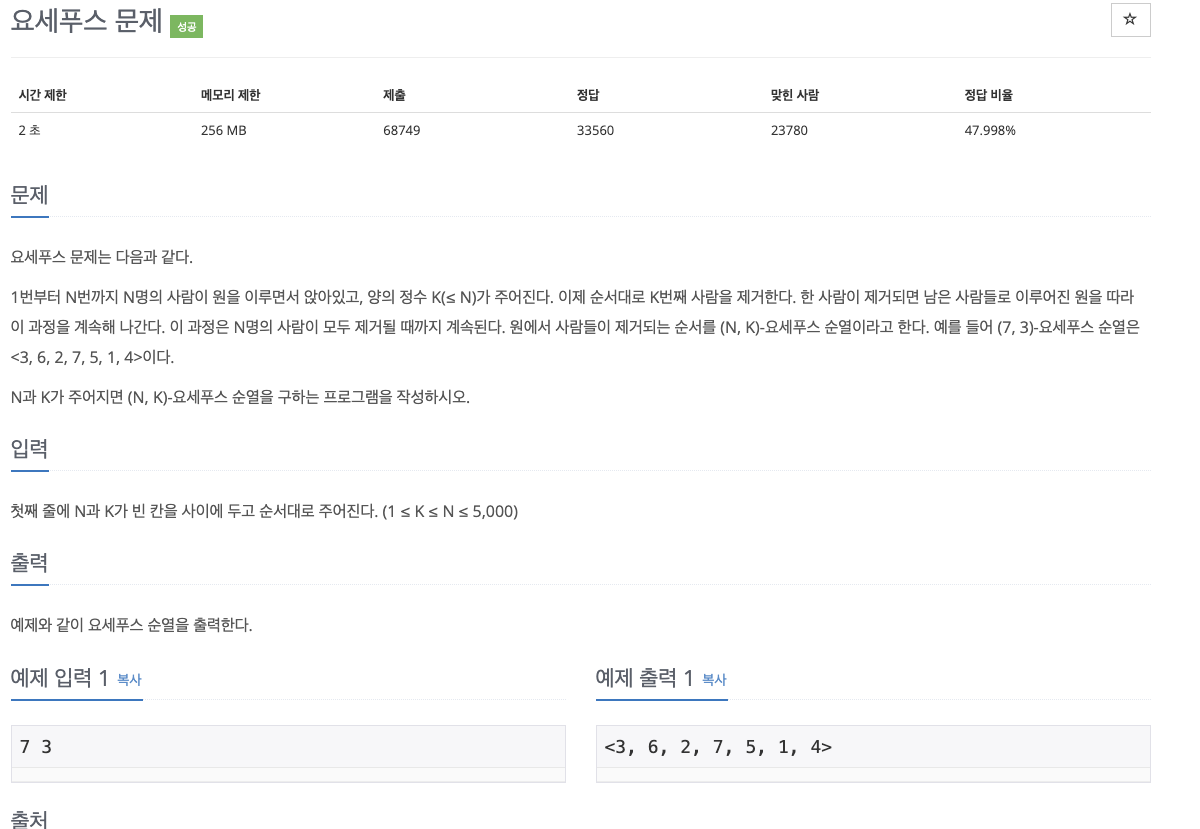 요세푸스 문제 성공
☆
시간 제한 메모리 제한 제출 정답 맞힌 사람 정답 비율
2 초 256 MB 68749 33560 23780 47.998%
문제
요세푸스 문제는 다음과 같다.
1번부터 N번까지 N명의 사람이 원을 이루면서 앉아있고, 양의 정수 K(≤ N)가 주어진다. 이제 순서대로 K번째 사람을 제거한다. 한 사람이 제거되면 남은 사람들로 이루어진 원을 따라
이 과정을 계속해 나간다. 이 과정은 N명의 사람이 모두 제거될 때까지 계속된다. 원에서 사람들이 제거되는 순서를 (N, K)-요세푸스 순열이라고 한다. 예를 들어 (7, 3)-요세푸스 순열은
<3, 6, 2, 7, 5, 1, 4>이다.
N과 K가 주어지면 (N, K)-요세푸스 순열을 구하는 프로그램을 작성하시오.
입력
첫째 줄에 N과 K가 빈 칸을 사이에 두고 순서대로 주어진다. (1 ≤ K ≤ N ≤ 5,000)
출력
예제와 같이 요세푸스 순열을 출력한다.
예제 입력 1 복사
7 3
예제 출력 1 복사
<3, 6, 2, 7, 5, 1, 4>
출처